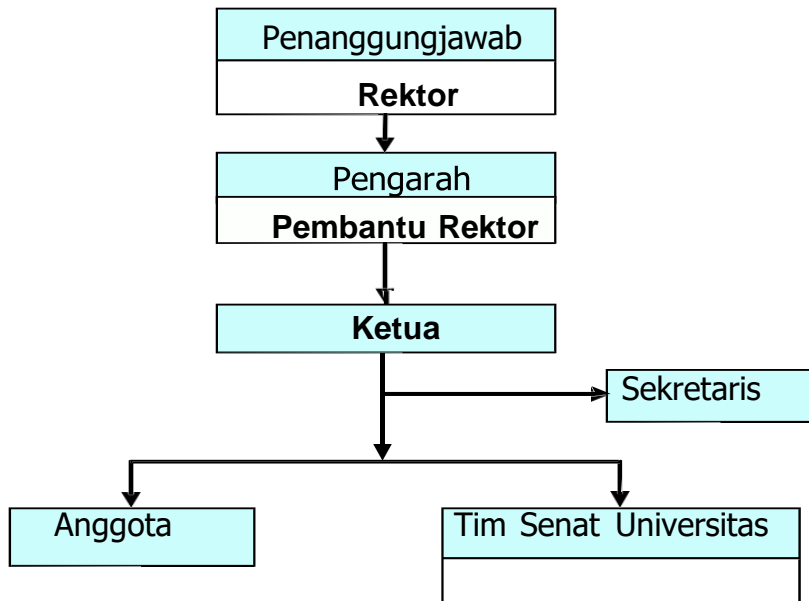 Penanggungjawab
Rektor
Pengarah
Pembantu Rektor
Ketua
Sekretaris
Anggota
Tim Senat Universitas